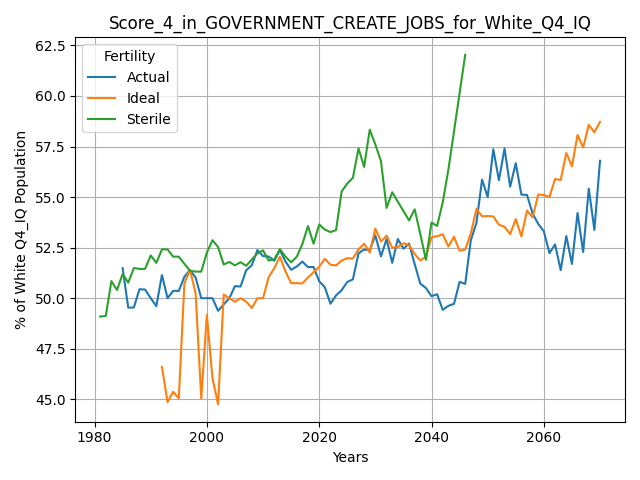 Score_4_in_GOVERNMENT_CREATE_JOBS_for_White_Q4_IQ
Fertility
Actual
Ideal
Sterile
% of White Q4_IQ Population
62.5
60.0
57.5
55.0
52.5
50.0
47.5
45.0
1980
2000
2020
2040
2060
Years